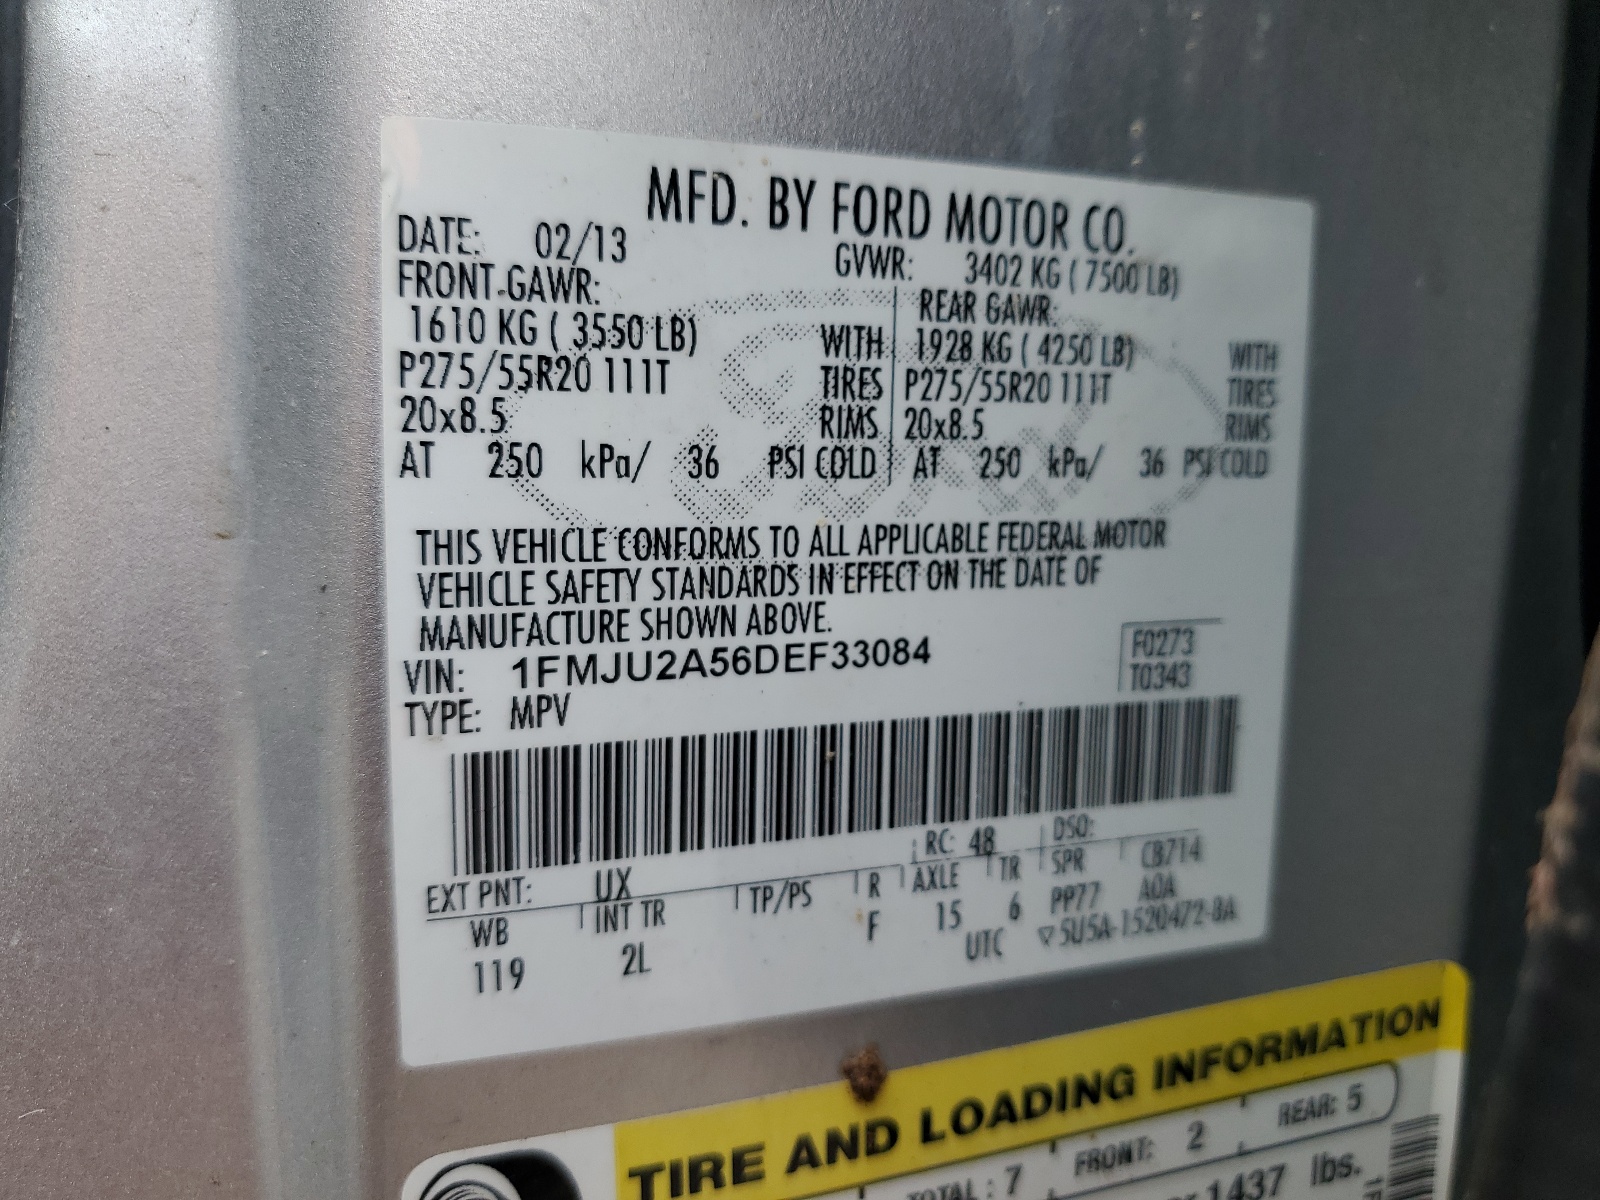 MFD. BY FORD MOTOR CO.
DATE: 02/13 GVWR: 3402 KG ( 7500 LB)
FRONT GAWR: REAR GAWR:
1610 KG ( 3550 LB) WITH 1928 KG ( 4250 LB) WITH
P275/55R20 111T TIRES P275/55R20 111T TIRES
20x8.5 RIMS 20x8.5 RIMS
AT 250 kPa/ 36 PSI COLD AT 250 kPa/ 36 PSI COLD
THIS VEHICLE CONFORMS TO ALL APPLICABLE FEDERAL MOTOR
VEHICLE SAFETY STANDARDS IN EFFECT ON THE DATE OF
MANUFACTURE SHOWN ABOVE.
VIN: 1FMJU2A56DEF33084 F0273
TYPE: MPV T0343
RC: 48 DSO:
EXT PNT: UX C8714
WB INT TR TP/PS R AXLE TR SPR AOA
119 2L F 15 6 PP77
UTC ▽5U5A-1520472-BA
TIRE AND LOADING INFORMATION
TOTAL : 7 FRONT: 2 REAR: 5
1437 lbs.